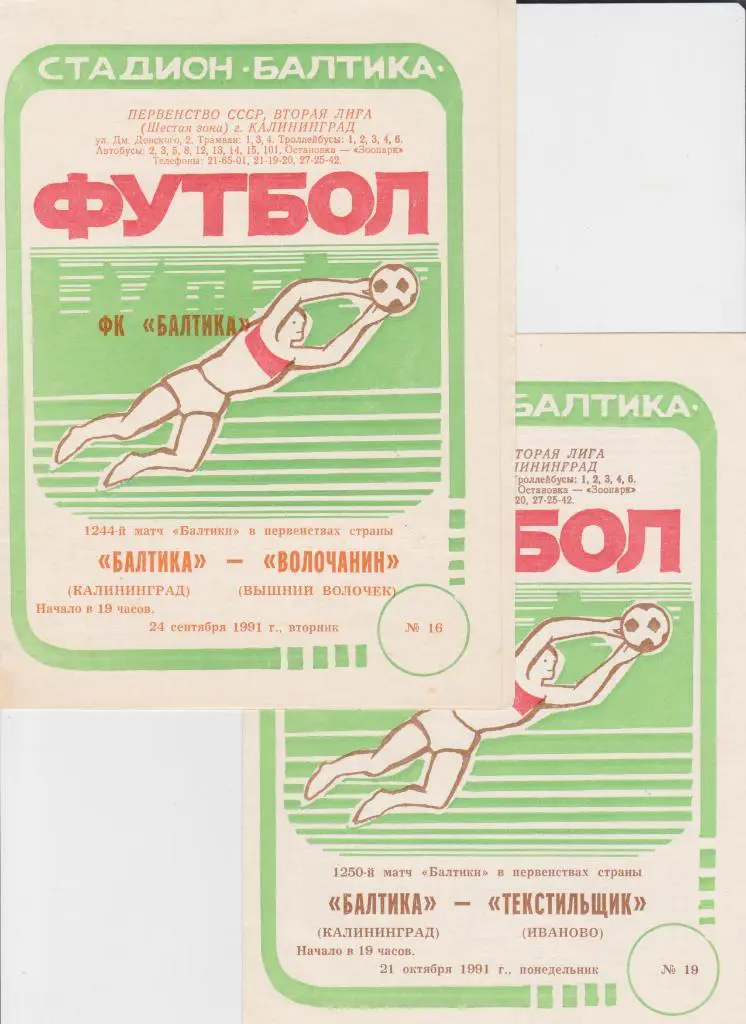 СТАДИОН · БАЛТИКА ·
ПЕРВЕНСТВО СССР, ВТОРАЯ ЛИГА
(Шестая зона) г. КАЛИНИНГРАД
ул. Дм. Донского, 2. Трамваи: 1, 3, 4. Троллейбусы: 1, 2, 3, 4, 6.
Автобусы: 2, 3, 5, 8, 12, 13, 14, 15, 101, Остановка — «Зоопарк»
Телефоны: 21-65-01, 21-19-20, 27-25-42.
ФУТБОЛ
ФК «БАЛТИКА»
1244-й матч «Балтики» в первенствах страны
«БАЛТИКА» — «ВОЛОЧАНИН»
(КАЛИНИНГРАД) (ВЫШНИЙ ВОЛОЧЕК)
Начало в 19 часов.
24 сентября 1991 г., вторник № 16
БАЛТИКА ·
ТОРАЯ ЛИГА
НИНГРАД
Троллейбусы: 1, 2, 3, 4, 6.
Остановка — «Зоопарк»
20, 27-25-42.
БОЛ
1250-й матч «Балтики» в первенствах страны
«БАЛТИКА» — «ТЕКСТИЛЬЩИК»
(КАЛИНИНГРАД) (ИВАНОВО)
Начало в 19 часов.
21 октября 1991 г., понедельник № 19